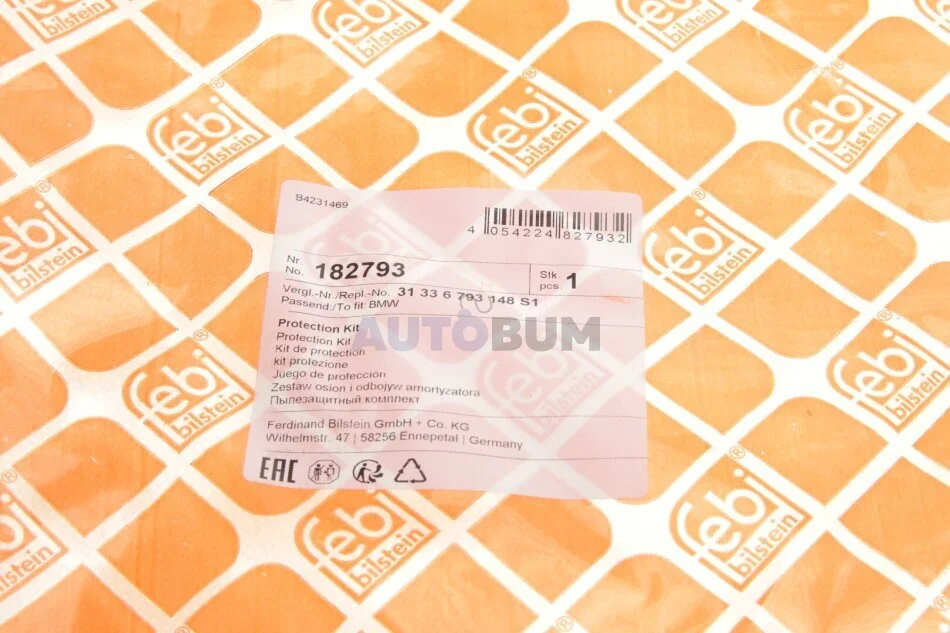 febi
bilstein
B4231469
4 054224 827932
Nr.
No. 182793
Stk.
pcs. 1
Vergl.-Nr./Repl.-No. 31 33 6 793 148 S1
Passend:/To fit: BMW
AUTOBUM
Protection Kit
Protection Kit
Kit de protection
kit protezione
Juego de protección
Zestaw osłon i odbojyw amortyzatora
Пылезащитный комплект
Ferdinand Bilstein GmbH + Co. KG
Wilhelmstr. 47 | 58256 Ennepetal | Germany
EAC